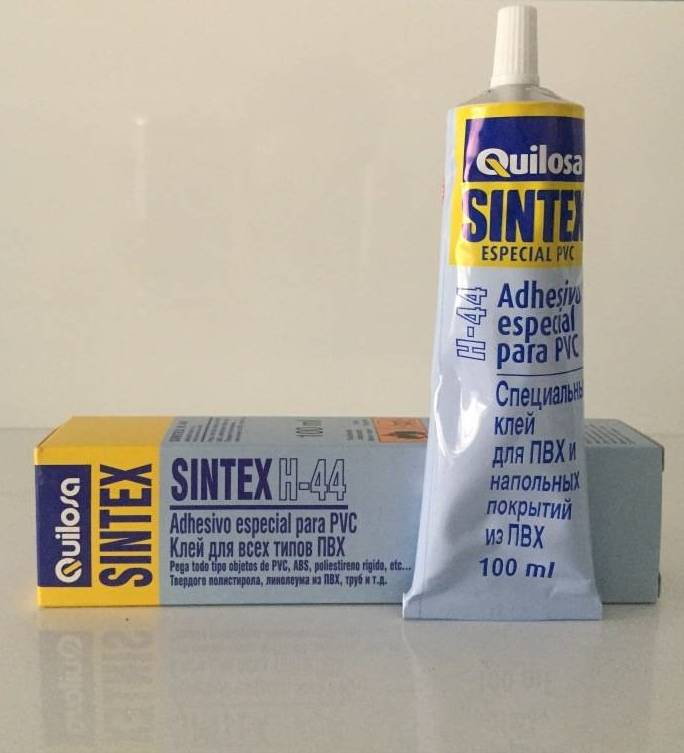 Quilosa
SINTEX
ESPECIAL PVC
H-44
Adhesivo
especial
para PVC
Специальны
клей
для ПВХ и
напольных
покрытий
из ПВХ
100 ml
Quilosa
SINTEX
100 ml
SINTEX H-44
Adhesivo especial para PVC
Клей для всех типов ПВХ
Pega todo tipo objetos de PVC, ABS, poliestireno rigido, etc...
Твердого полистирола, линолеума из ПВХ, труб и т.д.